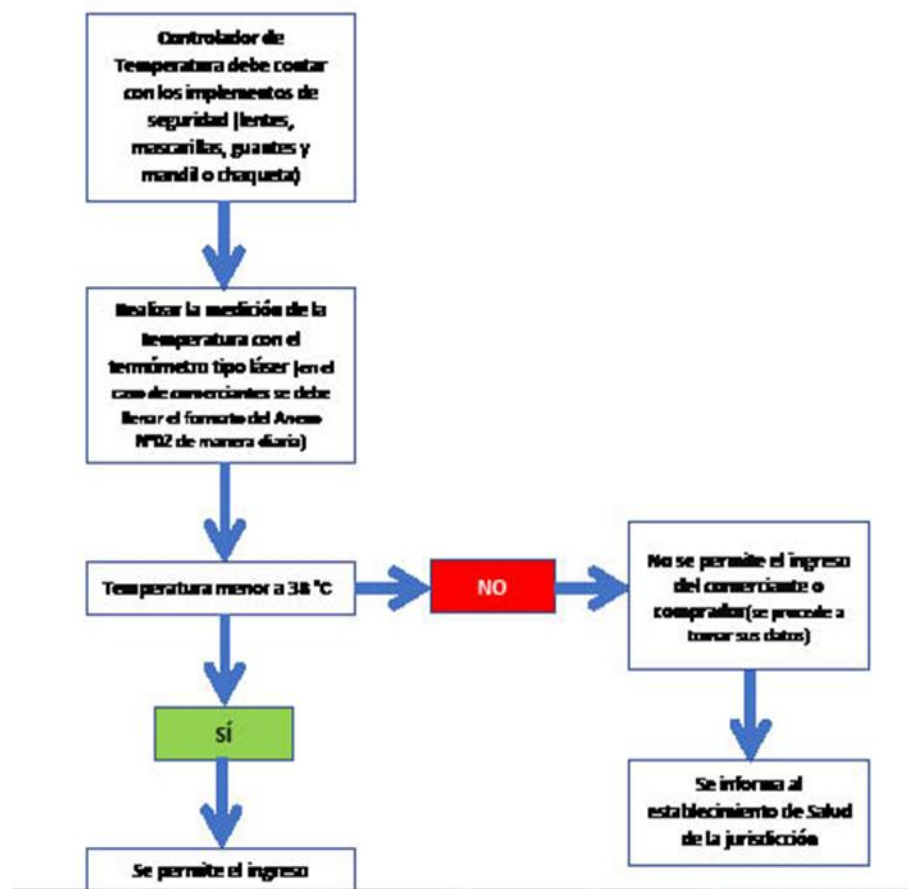 Controlador de
Temperatura debe contar
con los implementos de
seguridad (lentes,
mascarillas, guantes y
mandil o chaqueta)
Realizar la medición de la
temperatura con el
termómetro tipo láser (en el
caso de comerciantes se debe
llenar el formato del Anexo
N°02 de manera diaria)
Temperatura menor a 38 °C
NO
No se permite el ingreso
del comerciante o
comprador(se procede a
tomar sus datos)
SÍ
Se informa al
establecimiento de Salud
de la jurisdicción
Se permite el ingreso